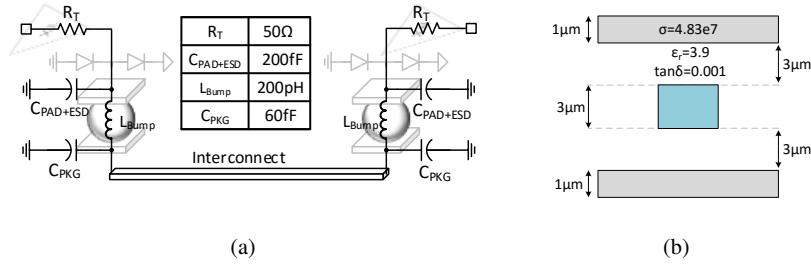 R_T
R_T
R_T 50Ω
C_PAD+ESD 200fF
L_Bump 200pH
C_PKG 60fF
C_PAD+ESD
L_Bump
C_PKG
Interconnect
L_Bump
C_PAD+ESD
C_PKG
(a)
1μm
σ=4.83e7
ε_r=3.9
tanδ=0.001
3μm
3μm
3μm
1μm
(b)